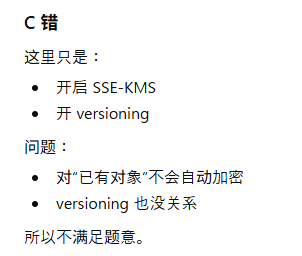 C 错
这里只是：
• 开启 SSE-KMS
• 开 versioning
问题：
• 对“已有对象”不会自动加密
• versioning 也没关系
所以不满足题意。